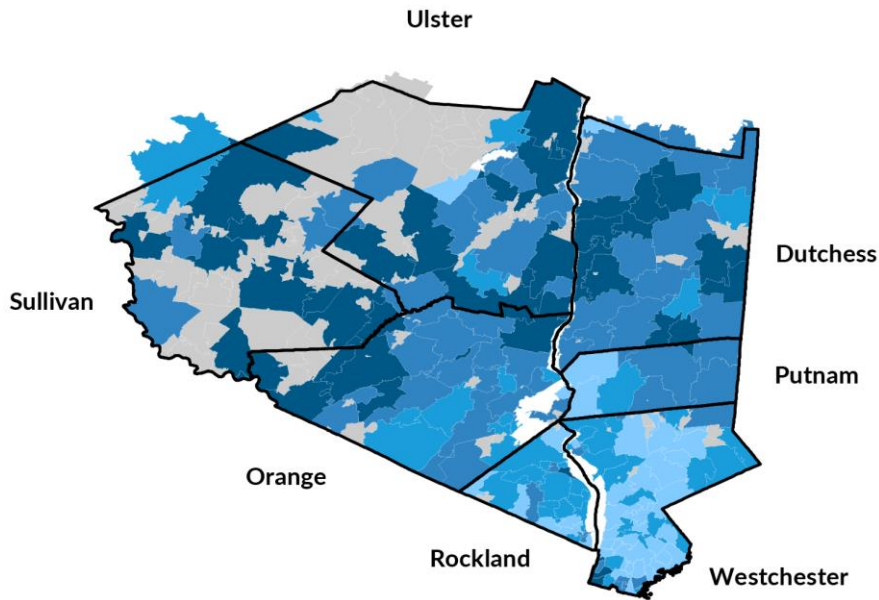 Ulster
Dutchess
Sullivan
Putnam
Orange
Rockland
Westchester